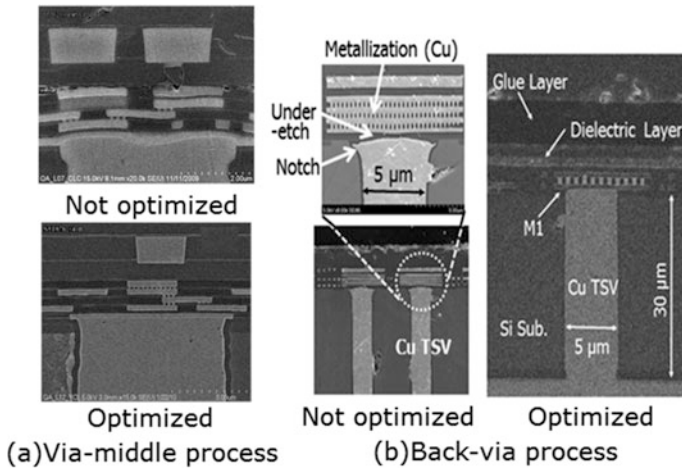 Not optimized
Optimized
(a)Via-middle process
Metallization (Cu)
Under
-etch
Notch
5 μm
Cu TSV
Not optimized
Glue Layer
Dielectric Layer
M1
Cu TSV
Si Sub.
5 μm
30 μm
Optimized
(b)Back-via process